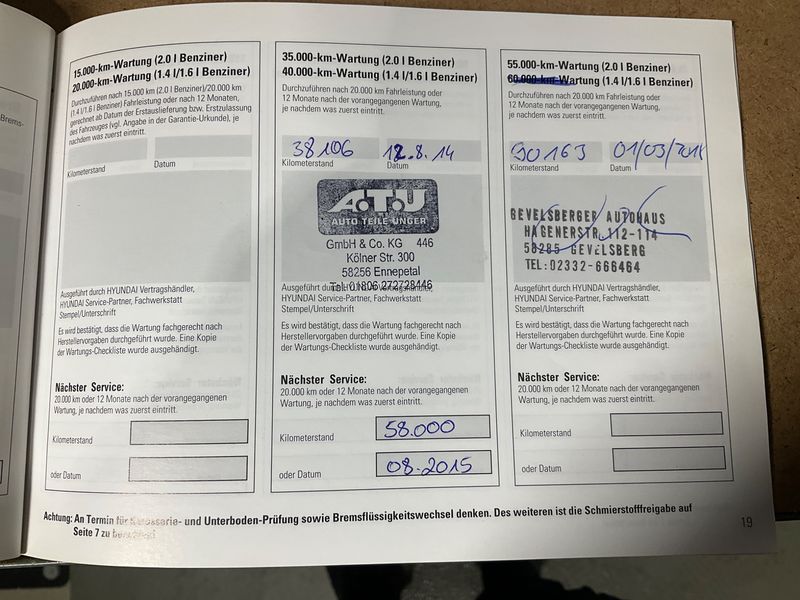 15.000-km-Wartung (2.0 l Benziner)
20.000-km-Wartung (1.4 l/1.6 l Benziner)
Durchzuführen nach 15.000 km (2.0 l Benziner)/20.000 km
(1.4 l/1.6 l Benziner) Fahrleistung oder nach 12 Monaten,
gerechnet ab Datum der Erstauslieferung bzw. Erstzulassung
des Fahrzeuges (vgl. Angabe in der Garantie-Urkunde), je
nachdem was zuerst eintritt.
Kilometerstand Datum
Ausgeführt durch HYUNDAI Vertragshändler,
HYUNDAI Service-Partner, Fachwerkstatt
Stempel/Unterschrift
Es wird bestätigt, dass die Wartung fachgerecht nach
Herstellervorgaben durchgeführt wurde. Eine Kopie
der Wartungs-Checkliste wurde ausgehändigt.
Nächster Service:
20.000 km oder 12 Monate nach der vorangegangenen
Wartung, je nachdem was zuerst eintritt.
Kilometerstand
oder Datum
35.000-km-Wartung (2.0 l Benziner)
40.000-km-Wartung (1.4 l/1.6 l Benziner)
Durchzuführen nach 20.000 km Fahrleistung oder
12 Monate nach der vorangegangenen Wartung,
je nachdem was zuerst eintritt.
38106 12.8.14
Kilometerstand Datum
A.T.U
AUTO TEILE UNGER
GmbH & Co. KG 446
Kölner Str. 300
58256 Ennepetal
Tel. 01806 272728446
Ausgeführt durch HYUNDAI Vertragshändler,
HYUNDAI Service-Partner, Fachwerkstatt
Stempel/Unterschrift
Es wird bestätigt, dass die Wartung fachgerecht nach
Herstellervorgaben durchgeführt wurde. Eine Kopie
der Wartungs-Checkliste wurde ausgehändigt.
Nächster Service:
20.000 km oder 12 Monate nach der vorangegangenen
Wartung, je nachdem was zuerst eintritt.
Kilometerstand 58.000
oder Datum 08.2015
55.000-km-Wartung (2.0 l Benziner)
60.000-km-Wartung (1.4 l/1.6 l Benziner)
Durchzuführen nach 20.000 km Fahrleistung oder
12 Monate nach der vorangegangenen Wartung,
je nachdem was zuerst eintritt.
90163
Kilometerstand Datum
GEVELSBERGER AUTOHAUS
HAGENERSTR. 112-114
58285 GEVELSBERG
TEL: 02332-666464
Ausgeführt durch HYUNDAI Vertragshändler,
HYUNDAI Service-Partner, Fachwerkstatt
Stempel/Unterschrift
Es wird bestätigt, dass die Wartung fachgerecht nach
Herstellervorgaben durchgeführt wurde. Eine Kopie
der Wartungs-Checkliste wurde ausgehändigt.
Nächster Service:
20.000 km oder 12 Monate nach der vorangegangenen
Wartung, je nachdem was zuerst eintritt.
Kilometerstand
oder Datum
Achtung: An Termin für Karosserie- und Unterboden-Prüfung sowie Bremsflüssigkeitswechsel denken. Des weiteren ist die Schmierstofffreigabe auf
Seite 7 zu
19